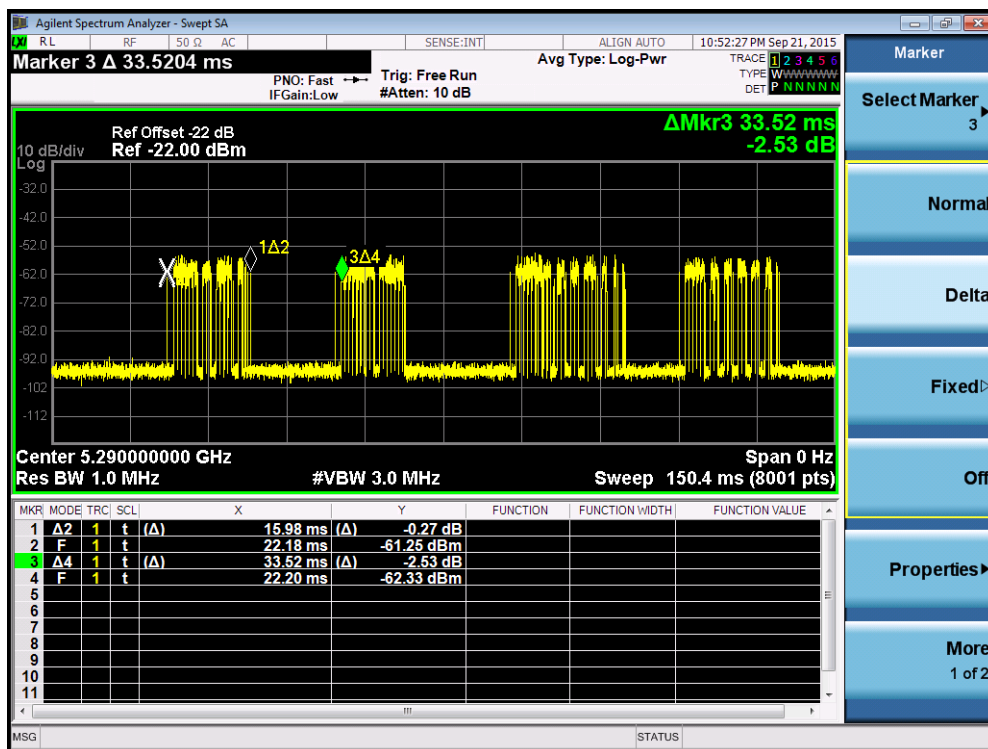 Agilent Spectrum Analyzer - Swept SA
LXI RL RF 50 Ω AC SENSE:INT ALIGN AUTO 10:52:27 PM Sep 21, 2015
Marker 3 Δ 33.5204 ms
PNO: Fast
IFGain:Low
Trig: Free Run
#Atten: 10 dB
Avg Type: Log-Pwr
TRACE 1 2 3 4 5 6
TYPE WWWWWW
DET P N N N N N
Ref Offset -22 dB
10 dB/div Ref -22.00 dBm
Log
ΔMkr3 33.52 ms
-2.53 dB
-32.0
-42.0
-52.0
-62.0
-72.0
-82.0
-92.0
-102
-112
1Δ2
3Δ4
Center 5.290000000 GHz Span 0 Hz
Res BW 1.0 MHz #VBW 3.0 MHz Sweep 150.4 ms (8001 pts)
MKR MODE TRC SCL X Y FUNCTION FUNCTION WIDTH FUNCTION VALUE
1 Δ2 1 t (Δ) 15.98 ms (Δ) -0.27 dB
2 F 1 t 22.18 ms -61.25 dBm
3 Δ4 1 t (Δ) 33.52 ms (Δ) -2.53 dB
4 F 1 t 22.20 ms -62.33 dBm
5
6
7
8
9
10
11
MSG STATUS
Marker
Select Marker
3
Normal
Delta
Fixed
Off
Properties
More
1 of 2